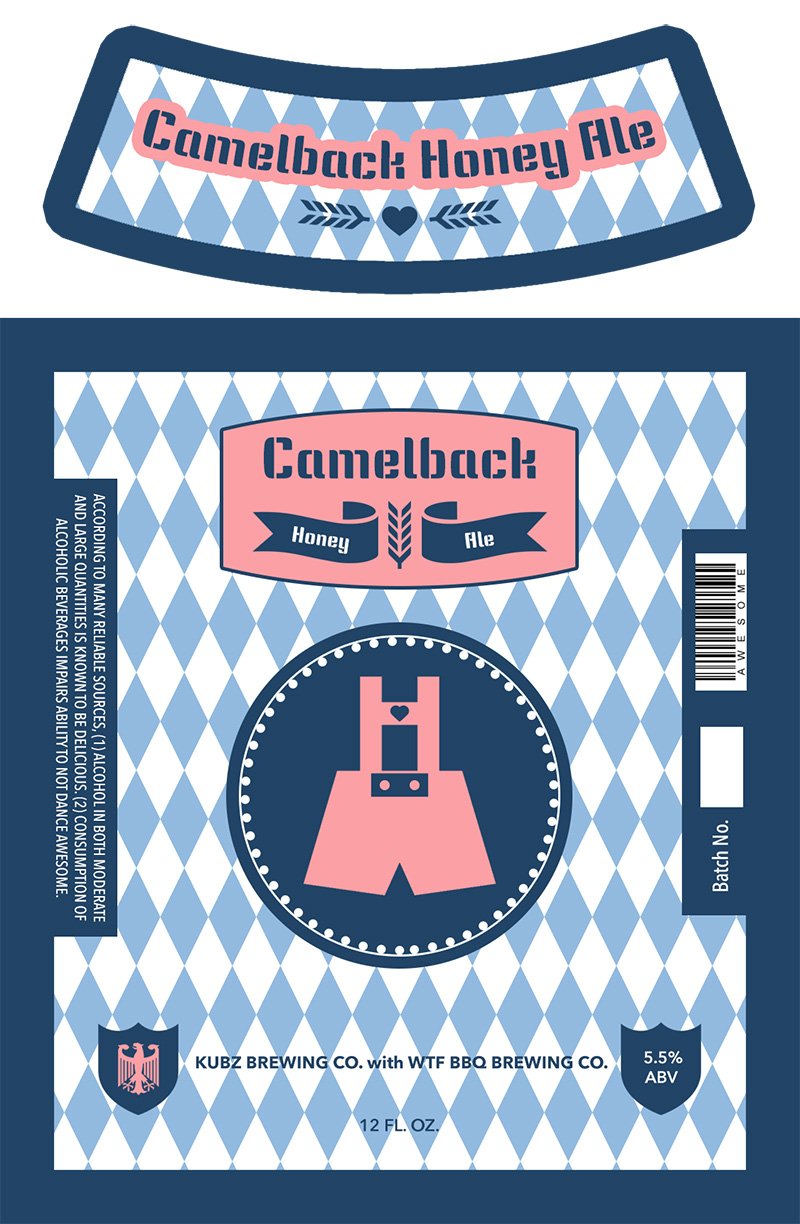 Camelback Honey Ale
Camelback
Honey Ale
ACCORDING TO MANY RELIABLE SOURCES, (1) ALCOHOL IN BOTH MODERATE
AND LARGE QUANTITIES IS KNOWN TO BE DELICIOUS. (2) CONSUMPTION OF
ALCOHOLIC BEVERAGES IMPAIRS ABILITY TO NOT DANCE AWESOME.
AWESOME
Batch No.
KUBZ BREWING CO. with WTF BBQ BREWING CO.
5.5%
ABV
12 FL. OZ.